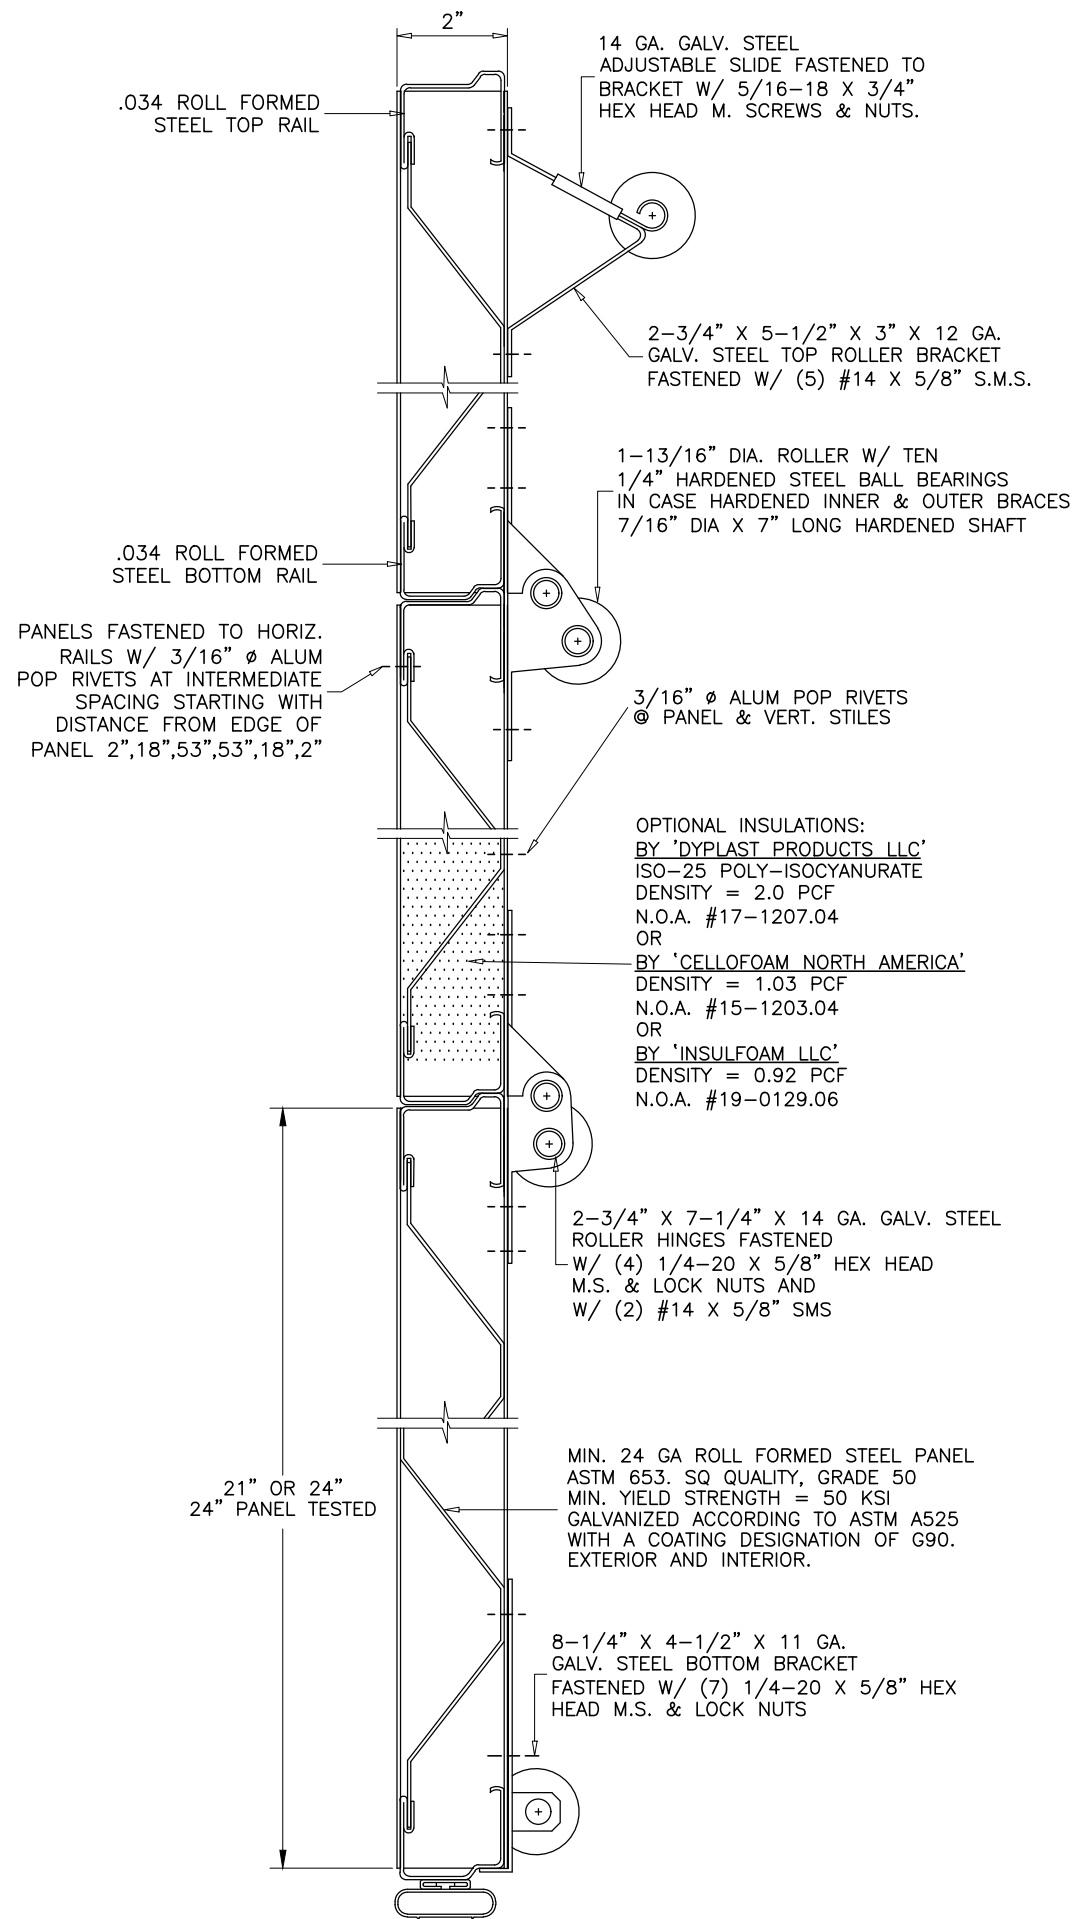 2"
14 GA. GALV. STEEL
ADJUSTABLE SLIDE FASTENED TO
BRACKET W/ 5/16-18 X 3/4"
HEX HEAD M. SCREWS & NUTS.
.034 ROLL FORMED
STEEL TOP RAIL
2-3/4" X 5-1/2" X 3" X 12 GA.
GALV. STEEL TOP ROLLER BRACKET
FASTENED W/ (5) #14 X 5/8" S.M.S.
1-13/16" DIA. ROLLER W/ TEN
1/4" HARDENED STEEL BALL BEARINGS
IN CASE HARDENED INNER & OUTER BRACES
7/16" DIA X 7" LONG HARDENED SHAFT
.034 ROLL FORMED
STEEL BOTTOM RAIL
PANELS FASTENED TO HORIZ.
RAILS W/ 3/16" ø ALUM
POP RIVETS AT INTERMEDIATE
SPACING STARTING WITH
DISTANCE FROM EDGE OF
PANEL 2",18",53",53",18",2"
3/16" ø ALUM POP RIVETS
@ PANEL & VERT. STILES
OPTIONAL INSULATIONS:
BY 'DYPLAST PRODUCTS LLC'
ISO-25 POLY-ISOCYANURATE
DENSITY = 2.0 PCF
N.O.A. #17-1207.04
OR
BY 'CELLOFOAM NORTH AMERICA'
DENSITY = 1.03 PCF
N.O.A. #15-1203.04
OR
BY 'INSULFOAM LLC'
DENSITY = 0.92 PCF
N.O.A. #19-0129.06
2-3/4" X 7-1/4" X 14 GA. GALV. STEEL
ROLLER HINGES FASTENED
W/ (4) 1/4-20 X 5/8" HEX HEAD
M.S. & LOCK NUTS AND
W/ (2) #14 X 5/8" SMS
21" OR 24"
24" PANEL TESTED
MIN. 24 GA ROLL FORMED STEEL PANEL
ASTM 653. SQ QUALITY, GRADE 50
MIN. YIELD STRENGTH = 50 KSI
GALVANIZED ACCORDING TO ASTM A525
WITH A COATING DESIGNATION OF G90.
EXTERIOR AND INTERIOR.
8-1/4" X 4-1/2" X 11 GA.
GALV. STEEL BOTTOM BRACKET
FASTENED W/ (7) 1/4-20 X 5/8" HEX
HEAD M.S. & LOCK NUTS